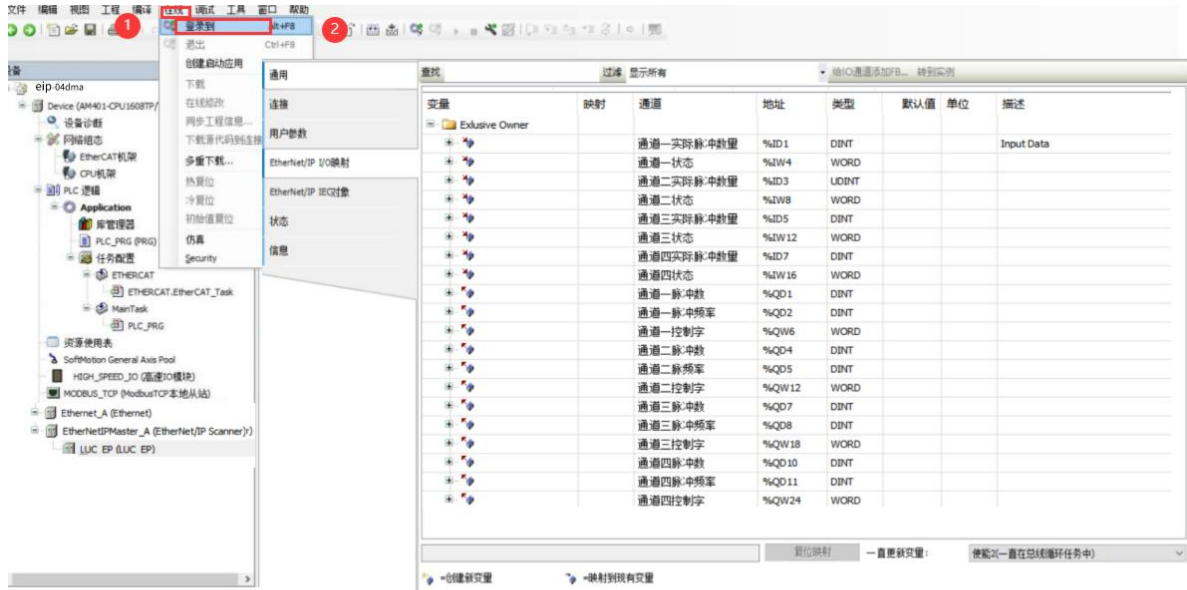 文件 编辑 视图 工程 编译 在线 调试 工具 窗口 帮助
1
登录到 Alt+F8
2
退出 Ctrl+F8
创建启动应用
下载
在线修改
同步工程信息...
下载源代码到连接
多重下载...
热复位
冷复位
初始值复位
仿真
Security
设备
eip-04dma
Device (AM401-CPU1608TP/
设备诊断
网络组态
EtherCAT机架
CPU机架
PLC 逻辑
Application
库管理器
PLC_PRG (PRG)
任务配置
ETHERCAT
ETHERCAT.EtherCAT_Task
MainTask
PLC_PRG
资源使用表
SoftMotion General Axis Pool
HIGH_SPEED_IO (高速IO模块)
MODBUS_TCP (ModbusTCP本地从站)
Ethernet_A (Ethernet)
EtherNetIPMaster_A (EtherNet/IP Scanner)r)
LUC_EP (LUC_EP)
通用
连接
用户参数
EtherNet/IP I/O映射
EtherNet/IP IEC对象
状态
信息
查找 过滤 显示所有 给IO通道添加FB... 转到实例
变量 映射 通道 地址 类型 默认值 单位 描述
Exlusive Owner
通道一实际脉冲数量 %ID1 DINT Input Data
通道一状态 %IW4 WORD
通道二实际脉冲数量 %ID3 UDINT
通道二状态 %IW8 WORD
通道三实际脉冲数量 %ID5 DINT
通道三状态 %IW12 WORD
通道四实际脉冲数量 %ID7 DINT
通道四状态 %IW16 WORD
通道一脉冲数 %QD1 DINT
通道一脉冲频率 %QD2 DINT
通道一控制字 %QW6 WORD
通道二脉冲数 %QD4 DINT
通道二脉频率 %QD5 DINT
通道二控制字 %QW12 WORD
通道三脉冲数 %QD7 DINT
通道三脉冲频率 %QD8 DINT
通道三控制字 %QW18 WORD
通道四脉冲数 %QD10 DINT
通道四脉冲频率 %QD11 DINT
通道四控制字 %QW24 WORD
复位映射 一直更新变量: 使能2(一直在总线循环任务中)
=创建新变量 =映射到现有变量